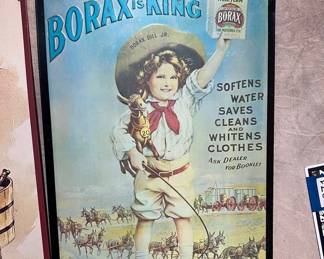 BORAX IS KING
BORAX BILL JR.
BORAX
SOFTENS
WATER
SAVES
CLEANS
AND
WHITENS
CLOTHES
ASK DEALER
FOR BOOKLET